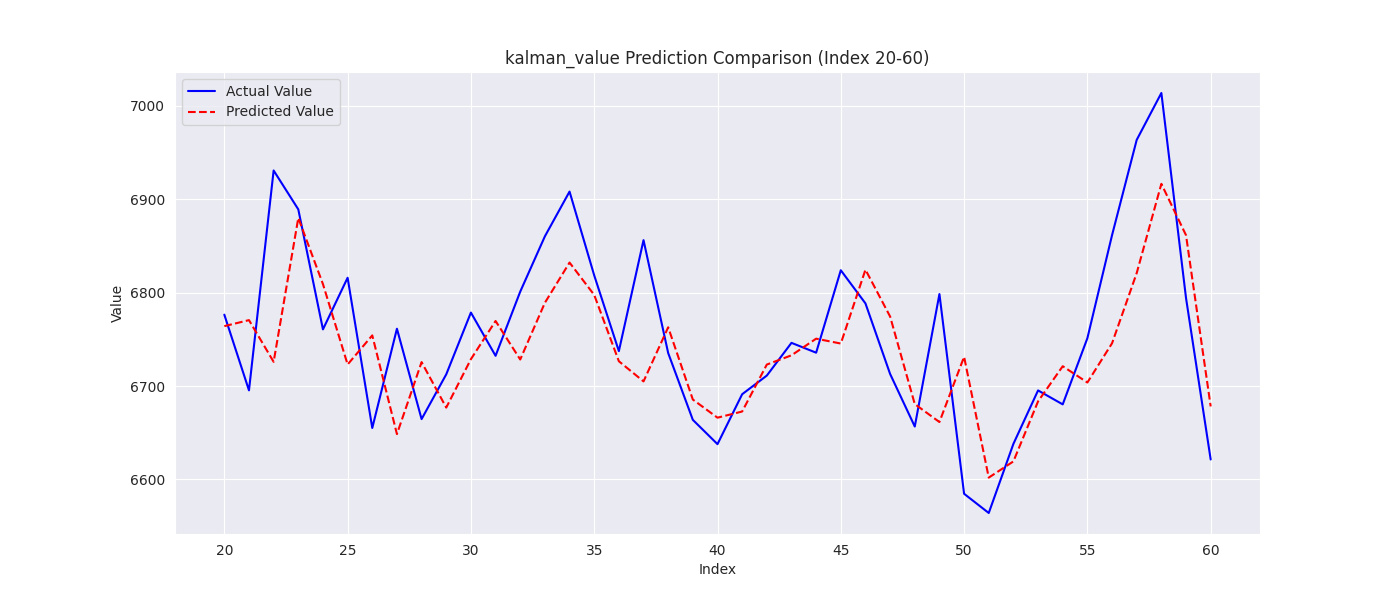 kalman_value Prediction Comparison (Index 20-60)
Actual Value
Predicted Value
7000
6900
6800
6700
6600
Value
20 25 30 35 40 45 50 55 60
Index